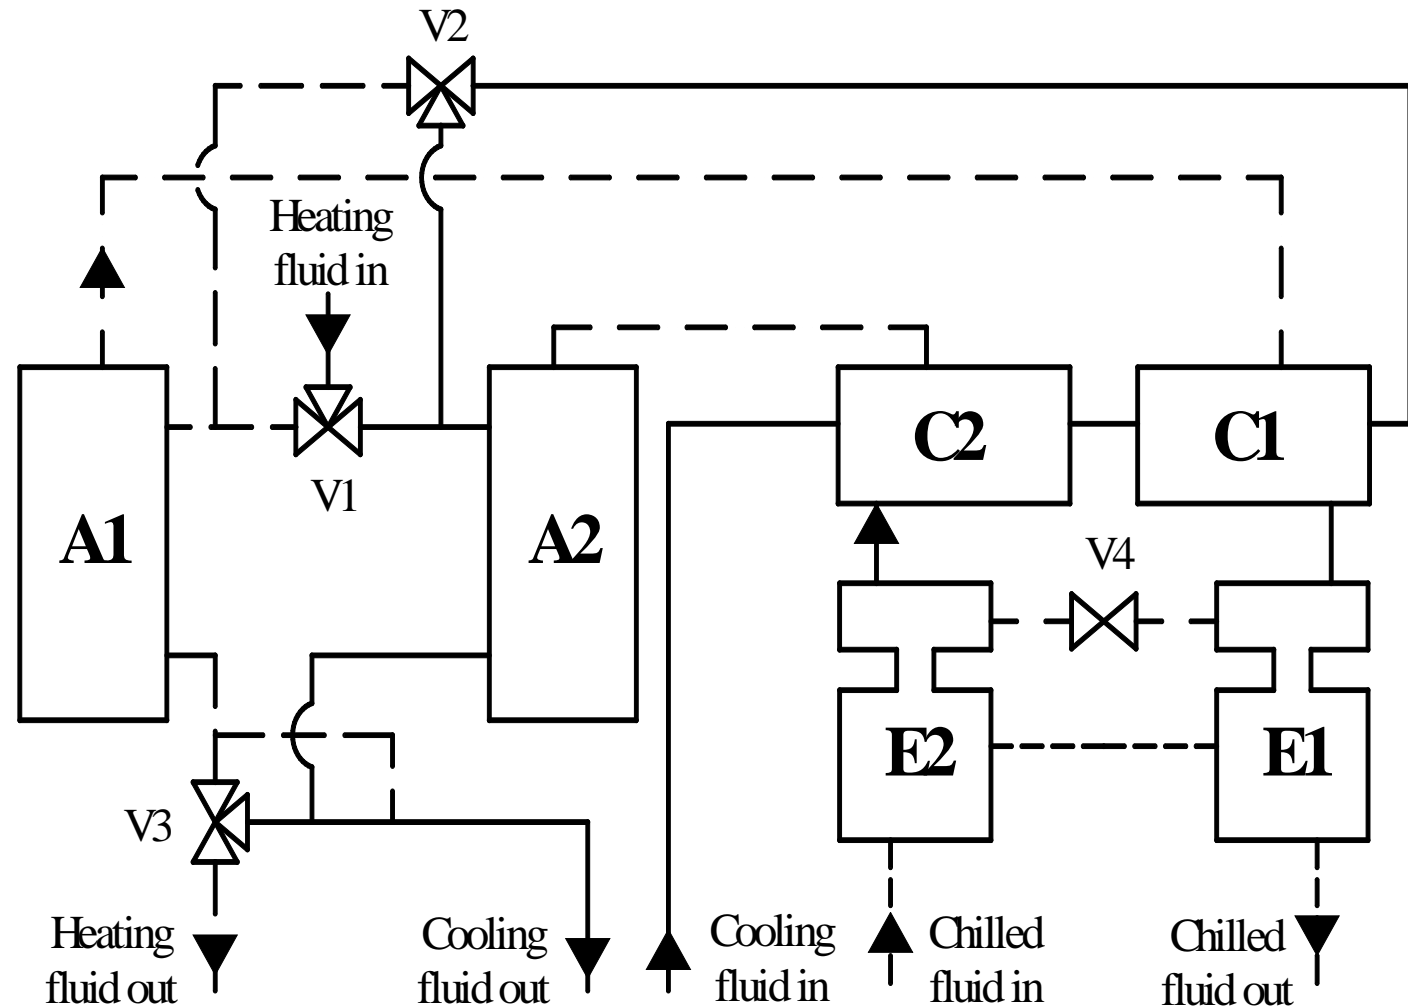 V2
Heating
fluid in
V1
A1
A2
C2
C1
V4
E2
E1
V3
Heating
fluid out
Cooling
fluid out
Cooling
fluid in
Chilled
fluid in
Chilled
fluid out